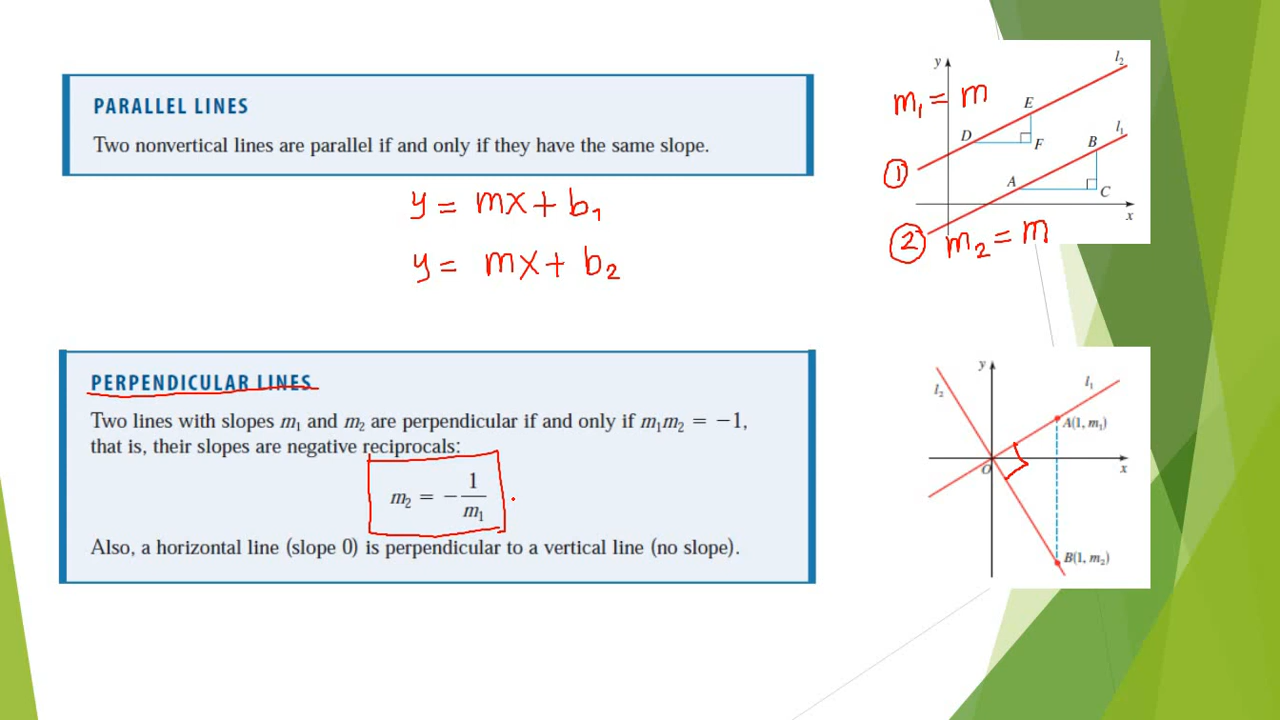 PARALLEL LINES
Two nonvertical lines are parallel if and only if they have the same slope.
y = mx + b₁
y = mx + b₂
y
l₂
m₁ = m
E
D
F
l₁
B
①
A
C
x
② m₂ = m
PERPENDICULAR LINES
Two lines with slopes m₁ and m₂ are perpendicular if and only if m₁m₂ = −1,
that is, their slopes are negative reciprocals:
m₂ = − 1/m₁
Also, a horizontal line (slope 0) is perpendicular to a vertical line (no slope).
y
l₂
l₁
A(1, m₁)
O
x
B(1, m₂)